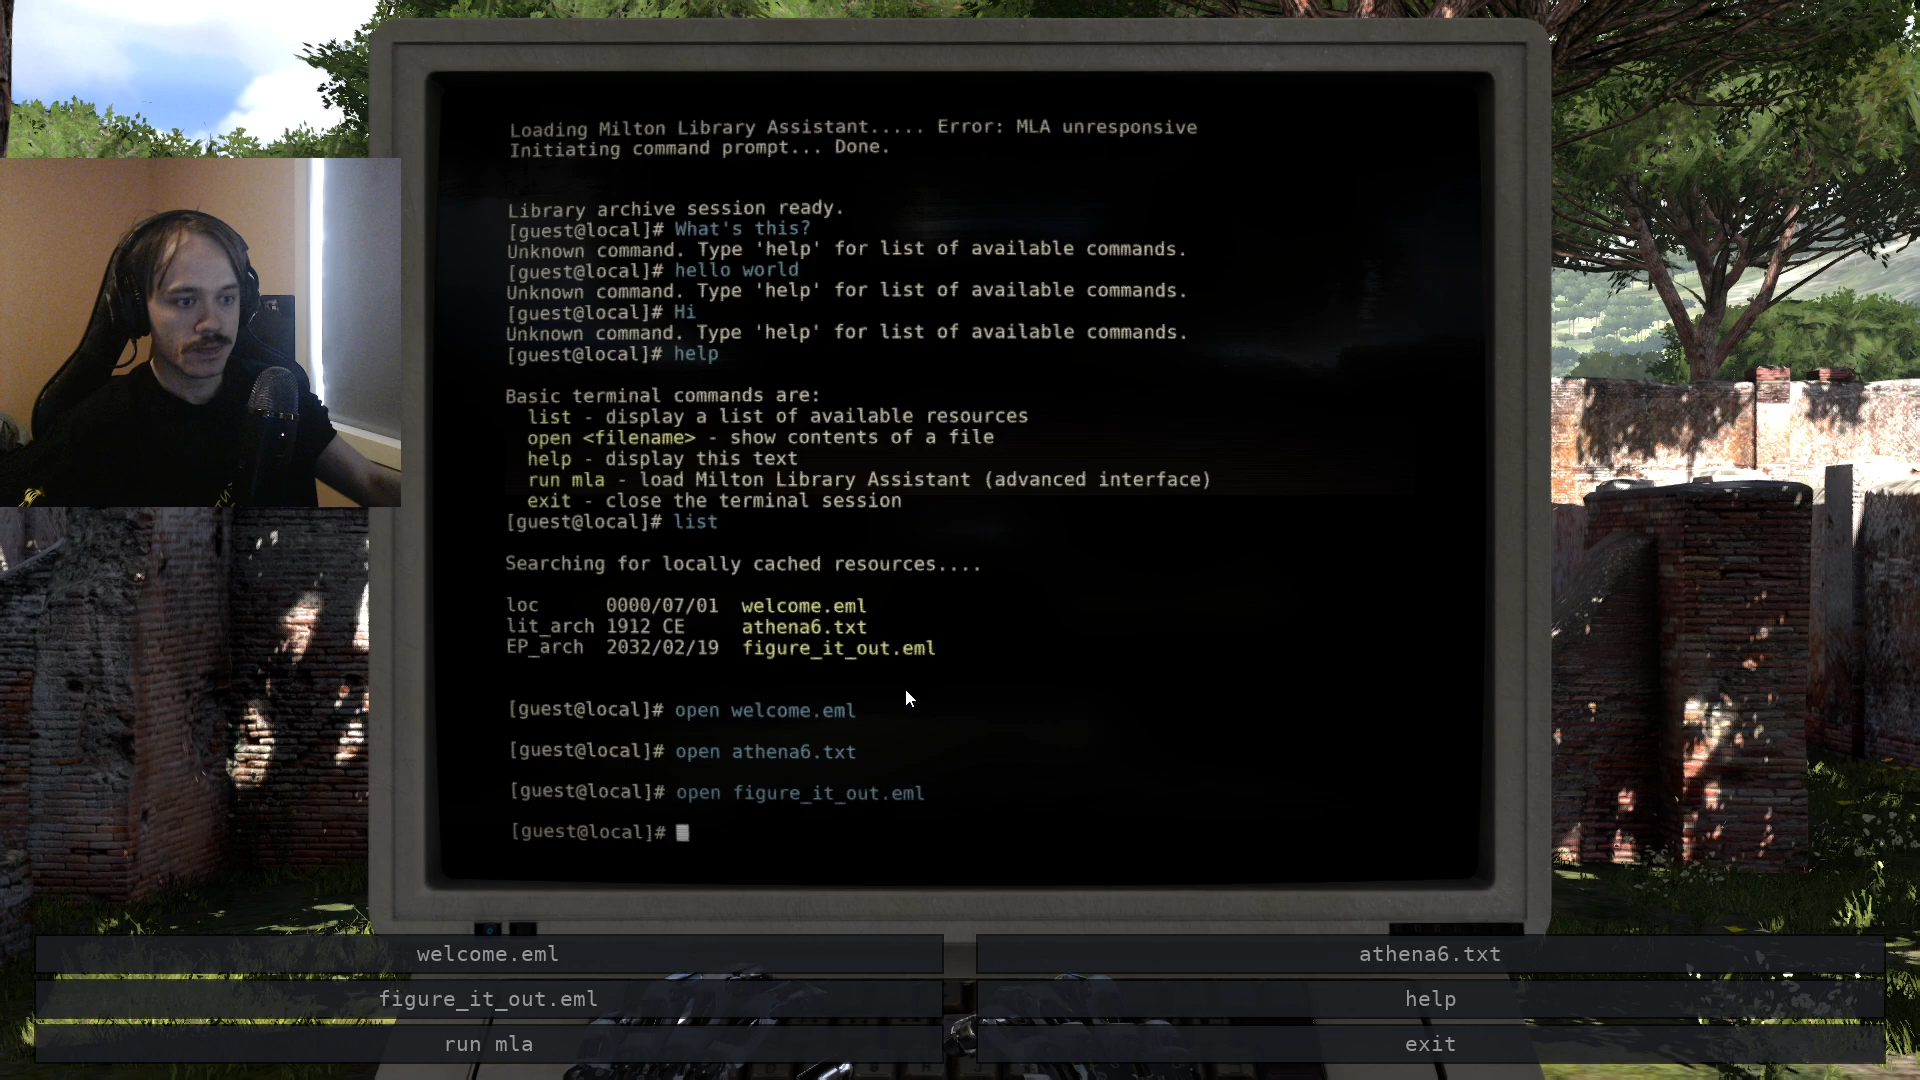 Loading Milton Library Assistant..... Error: MLA unresponsive
Initiating command prompt... Done.
Library archive session ready.
[guest@local]# What's this?
Unknown command. Type 'help' for list of available commands.
[guest@local]# hello world
Unknown command. Type 'help' for list of available commands.
[guest@local]# Hi
Unknown command. Type 'help' for list of available commands.
[guest@local]# help
Basic terminal commands are:
list - display a list of available resources
open <filename> - show contents of a file
help - display this text
run mla - load Milton Library Assistant (advanced interface)
exit - close the terminal session
[guest@local]# list
Searching for locally cached resources....
loc 0000/07/01 welcome.eml
lit_arch 1912 CE athena6.txt
EP_arch 2032/02/19 figure_it_out.eml
[guest@local]# open welcome.eml
[guest@local]# open athena6.txt
[guest@local]# open figure_it_out.eml
[guest@local]#
welcome.eml
athena6.txt
figure_it_out.eml
help
run mla
exit